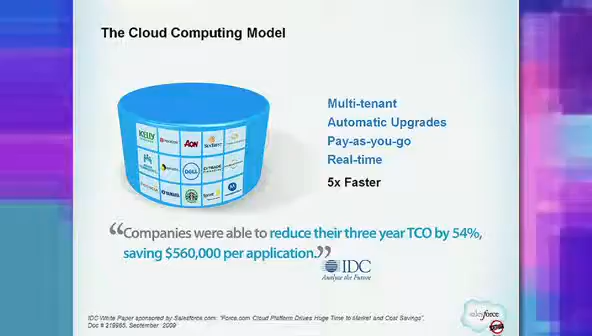 The Cloud Computing Model
Multi-tenant
Automatic Upgrades
Pay-as-you-go
Real-time
5x Faster
KELLY
AON
SunTrust
DELL
E*TRADE
“Companies were able to reduce their three year TCO by 54%,
saving $560,000 per application.”
IDC
Analyze the Future
IDC White Paper sponsored by Salesforce.com: "Force.com Cloud Platform Drives Huge Time to Market and Cost Savings",
Doc # 219965, September 2009
salesforce